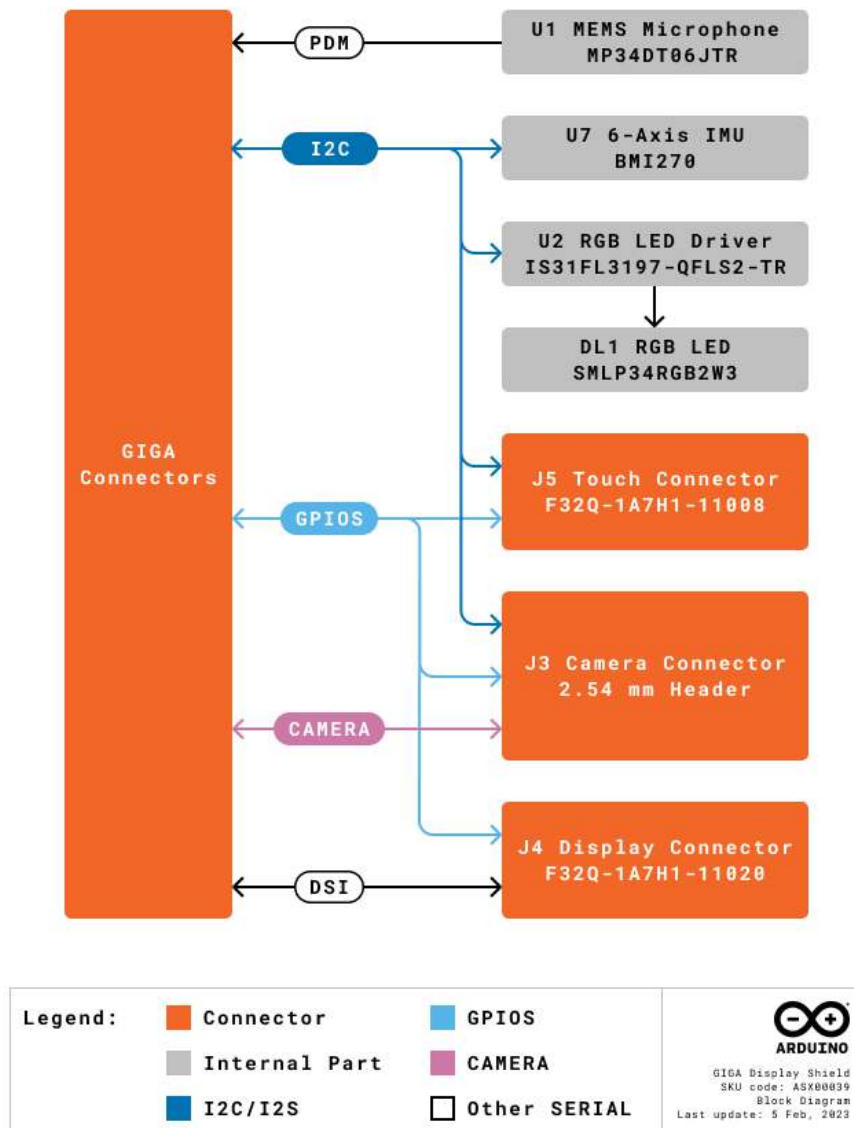 PDM
U1 MEMS Microphone
MP34DT06JTR
I2C
U7 6-Axis IMU
BMI270
U2 RGB LED Driver
IS31FL3197-QFLS2-TR
DL1 RGB LED
SMLP34RGB2W3
GIGA
Connectors
J5 Touch Connector
F32Q-1A7H1-11008
GPIOS
J3 Camera Connector
2.54 mm Header
CAMERA
J4 Display Connector
F32Q-1A7H1-11020
DSI
Legend:
Connector
Internal Part
I2C/I2S
GPIOS
CAMERA
Other SERIAL
ARDUINO
GIGA Display Shield
SKU code: ASX00039
Block Diagram
Last update: 5 Feb, 2023